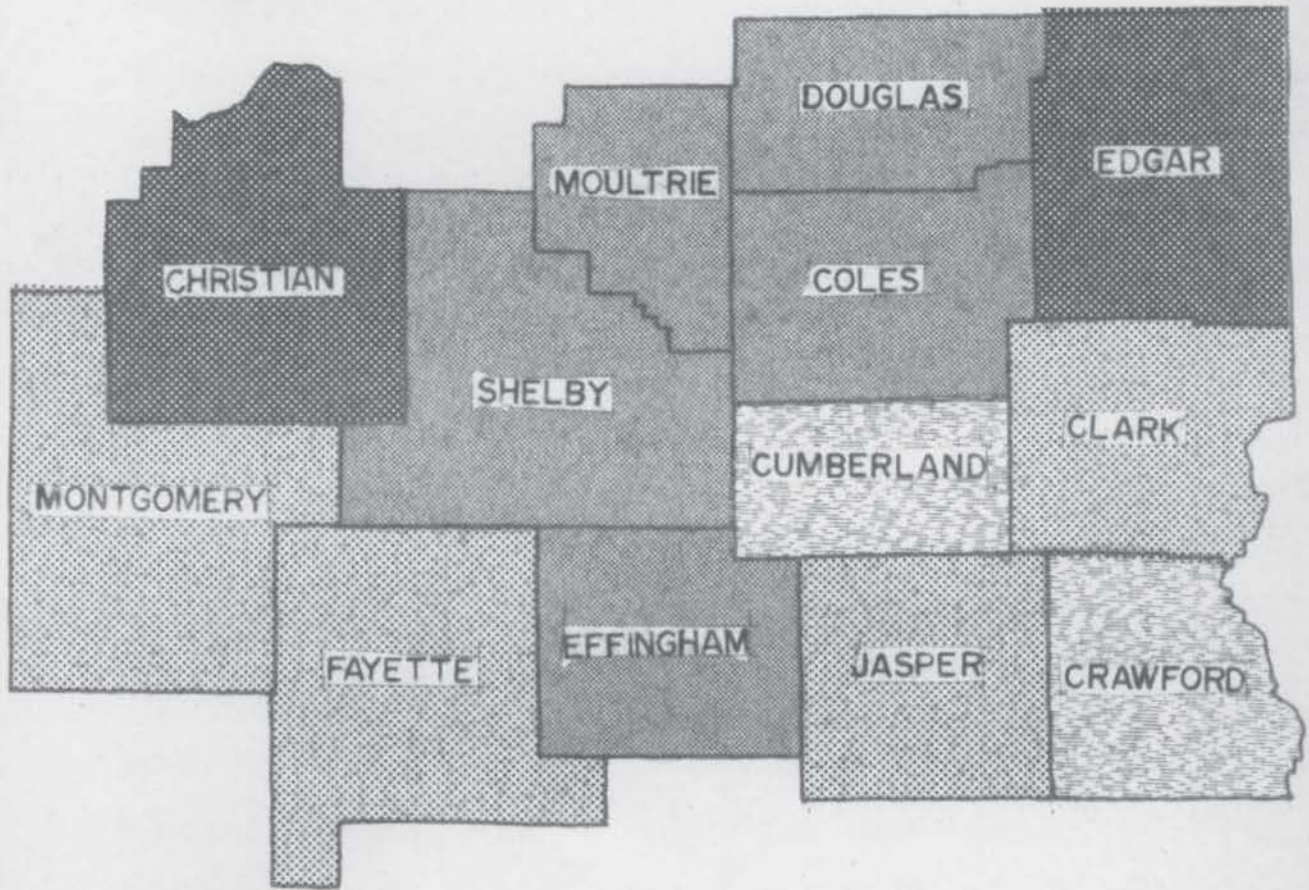 DOUGLAS
EDGAR
MOULTRIE
CHRISTIAN
COLES
SHELBY
CLARK
CUMBERLAND
MONTGOMERY
EFFINGHAM
FAYETTE
JASPER
CRAWFORD